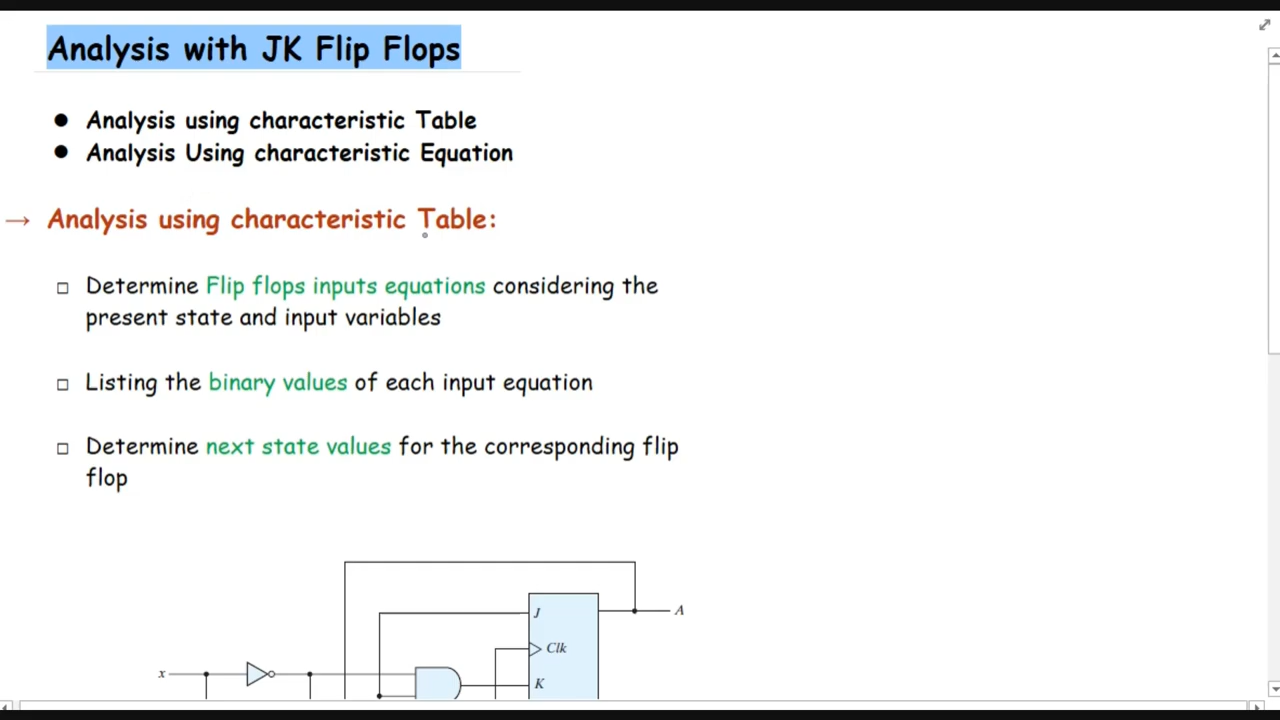 Analysis with JK Flip Flops
● Analysis using characteristic Table
● Analysis Using characteristic Equation
→ Analysis using characteristic Table:
□ Determine Flip flops inputs equations considering the
present state and input variables
□ Listing the binary values of each input equation
□ Determine next state values for the corresponding flip
flop
J
A
Clk
x
K